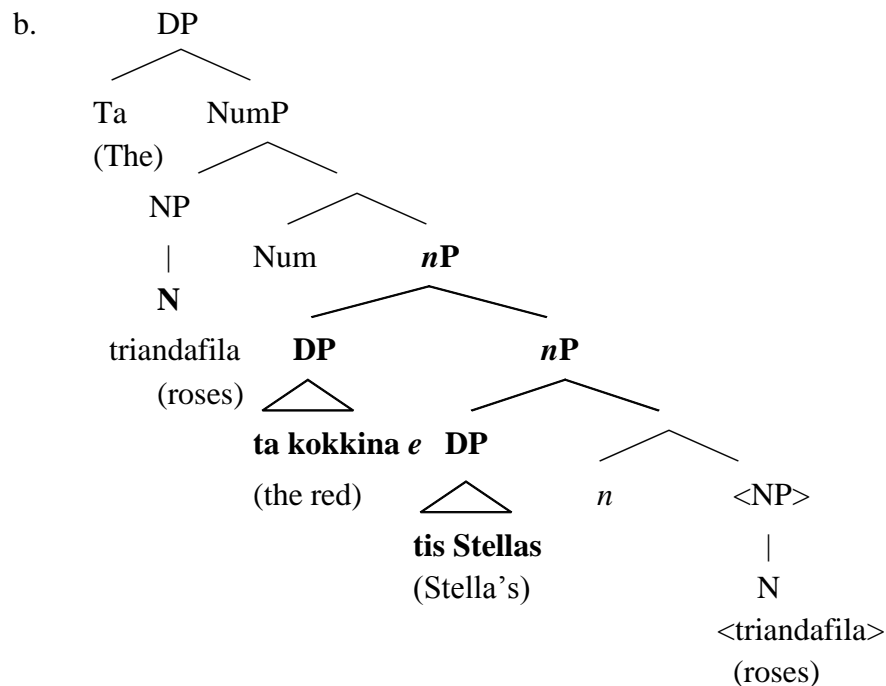 b. DP
Ta NumP
(The)
NP
| Num nP
N
triandafila DP nP
(roses)
ta kokkina e DP
(the red) n <NP>
tis Stellas |
(Stella’s) N
<triandafila>
(roses)